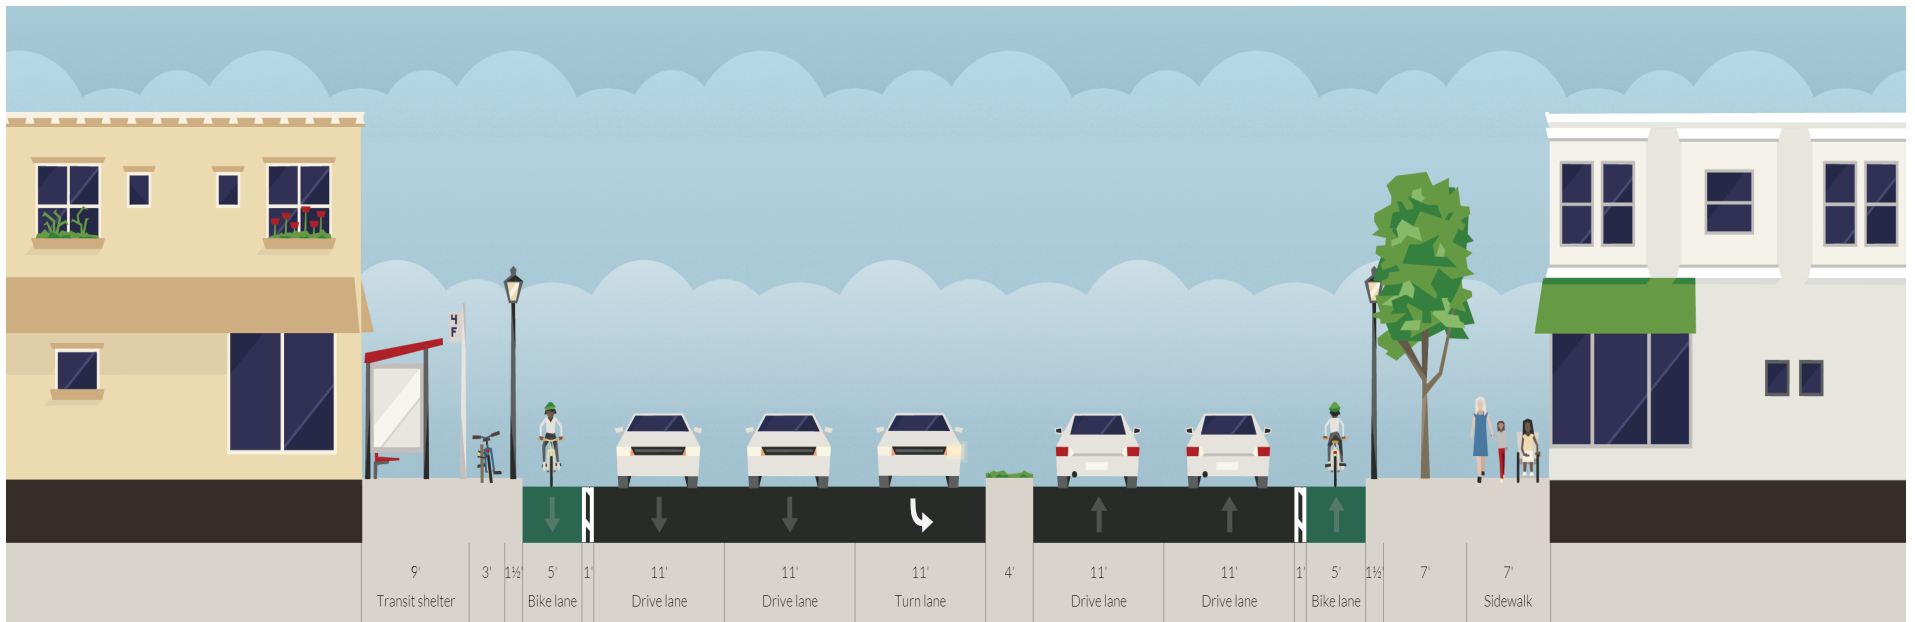 4
F
9' 3' 1½' 5' 1' 11' 11' 11' 4' 11' 11' 1' 5' 1½' 7' 7'
Transit shelter Bike lane Drive lane Drive lane Turn lane Drive lane Drive lane Bike lane Sidewalk